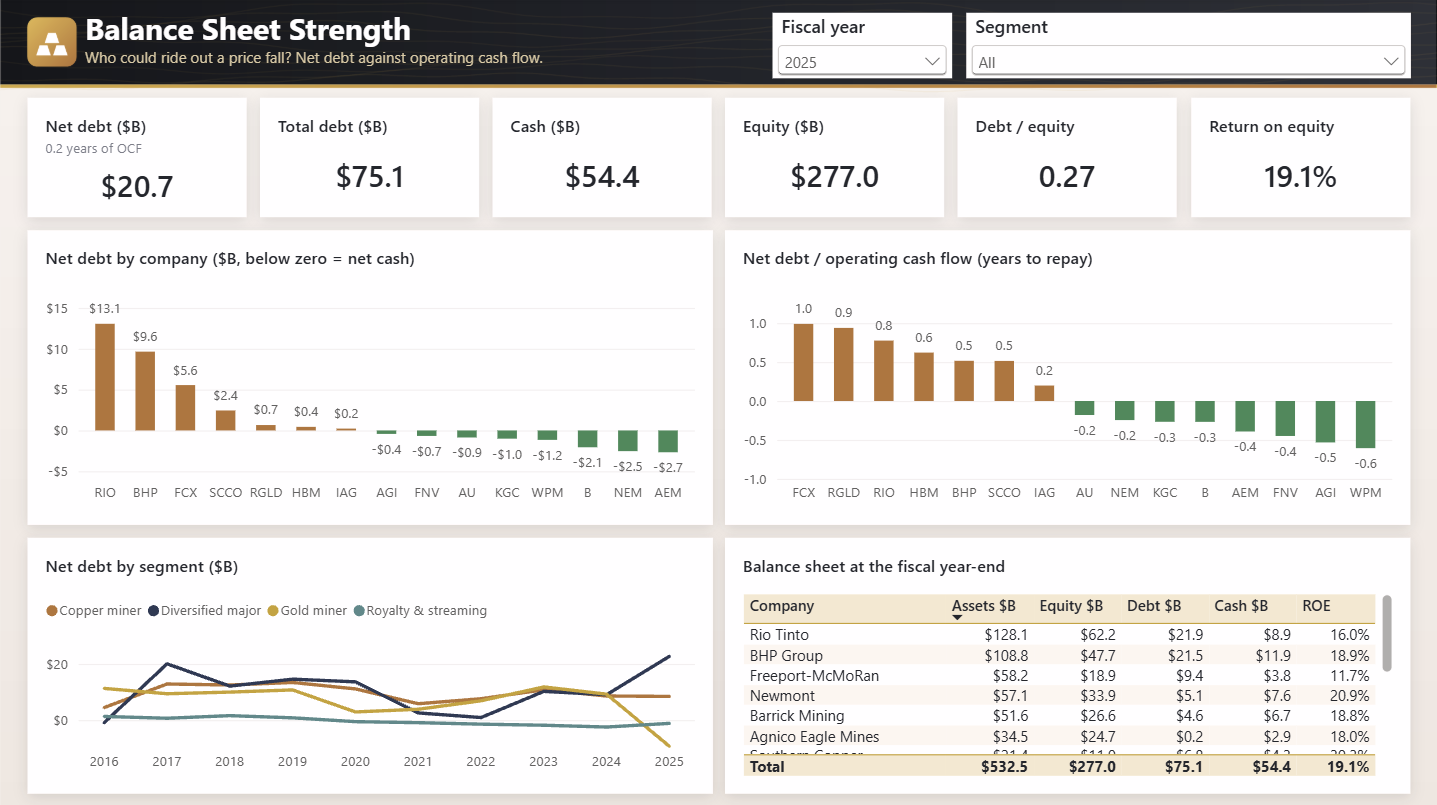 Balance Sheet Strength
Who could ride out a price fall? Net debt against operating cash flow.
Fiscal year
2025
Segment
All
Net debt ($B)
0.2 years of OCF
$20.7
Total debt ($B)
$75.1
Cash ($B)
$54.4
Equity ($B)
$277.0
Debt / equity
0.27
Return on equity
19.1%
Net debt by company ($B, below zero = net cash)
$15
$10
$5
$0
-$5
$13.1
$9.6
$5.6
$2.4
$0.7
$0.4
$0.2
-$0.4
-$0.7
-$0.9
-$1.0
-$1.2
-$2.1
-$2.5
-$2.7
RIO BHP FCX SCCO RGLD HBM IAG AGI FNV AU KGC WPM B NEM AEM
Net debt / operating cash flow (years to repay)
1.0
0.5
0.0
-0.5
-1.0
1.0
0.9
0.8
0.6
0.5
0.5
0.2
-0.2
-0.2
-0.3
-0.3
-0.4
-0.4
-0.5
-0.6
FCX RGLD RIO HBM BHP SCCO IAG AU NEM KGC B AEM FNV AGI WPM
Net debt by segment ($B)
Copper miner Diversified major Gold miner Royalty & streaming
$20
$0
2016 2017 2018 2019 2020 2021 2022 2023 2024 2025
Balance sheet at the fiscal year-end
Company Assets $B Equity $B Debt $B Cash $B ROE
Rio Tinto $128.1 $62.2 $21.9 $8.9 16.0%
BHP Group $108.8 $47.7 $21.5 $11.9 18.9%
Freeport-McMoRan $58.2 $18.9 $9.4 $3.8 11.7%
Newmont $57.1 $33.9 $5.1 $7.6 20.9%
Barrick Mining $51.6 $26.6 $4.6 $6.7 18.8%
Agnico Eagle Mines $34.5 $24.7 $0.2 $2.9 18.0%
Total $532.5 $277.0 $75.1 $54.4 19.1%